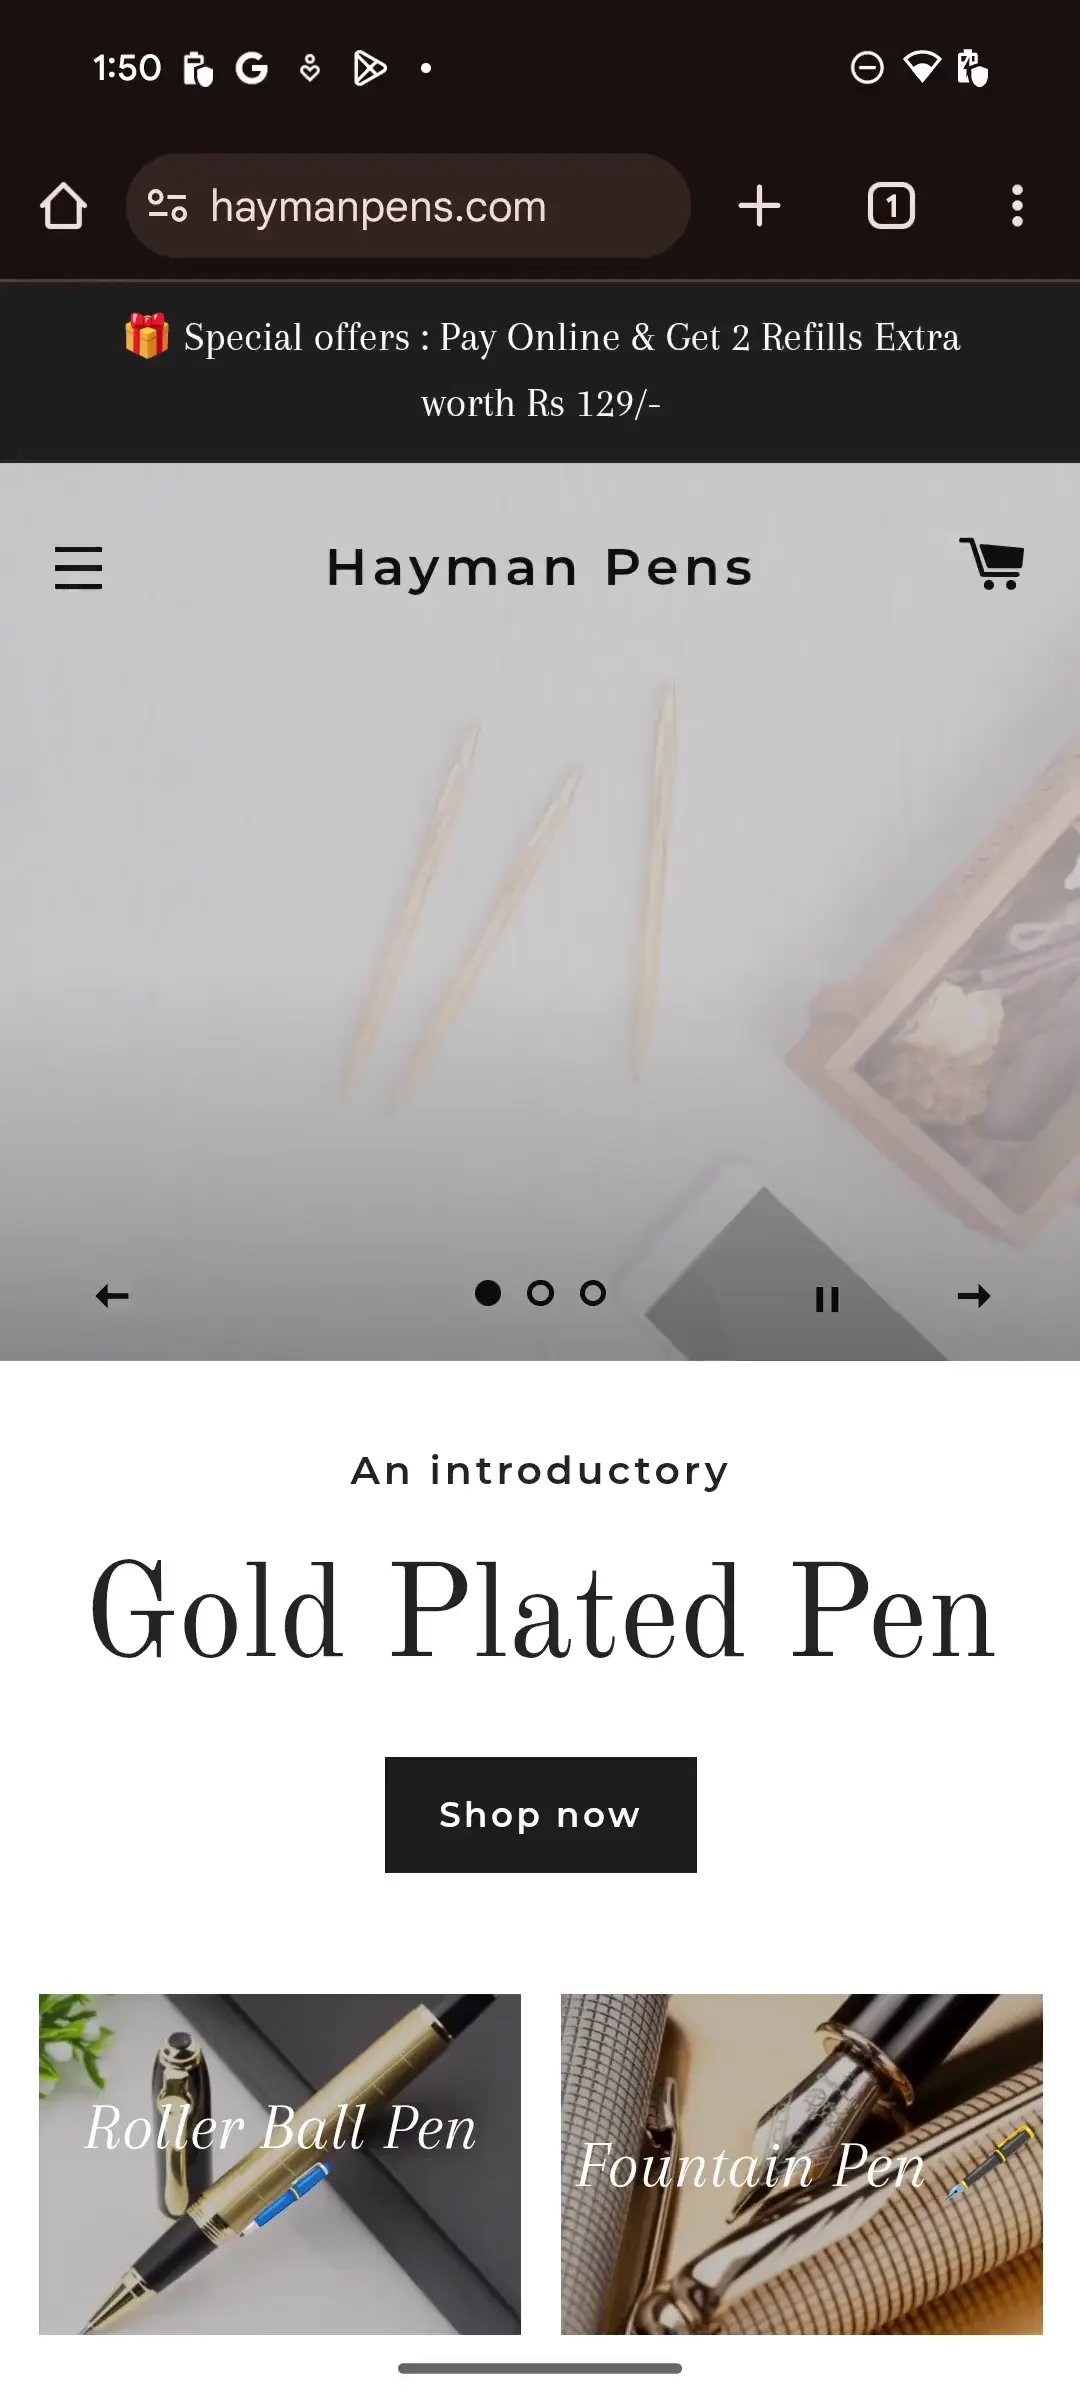 1:50
haymanpens.com
1
🎁 Special offers : Pay Online & Get 2 Refills Extra
worth Rs 129/-
Hayman Pens
An introductory
Gold Plated Pen
Shop now
Roller Ball Pen
Fountain Pen